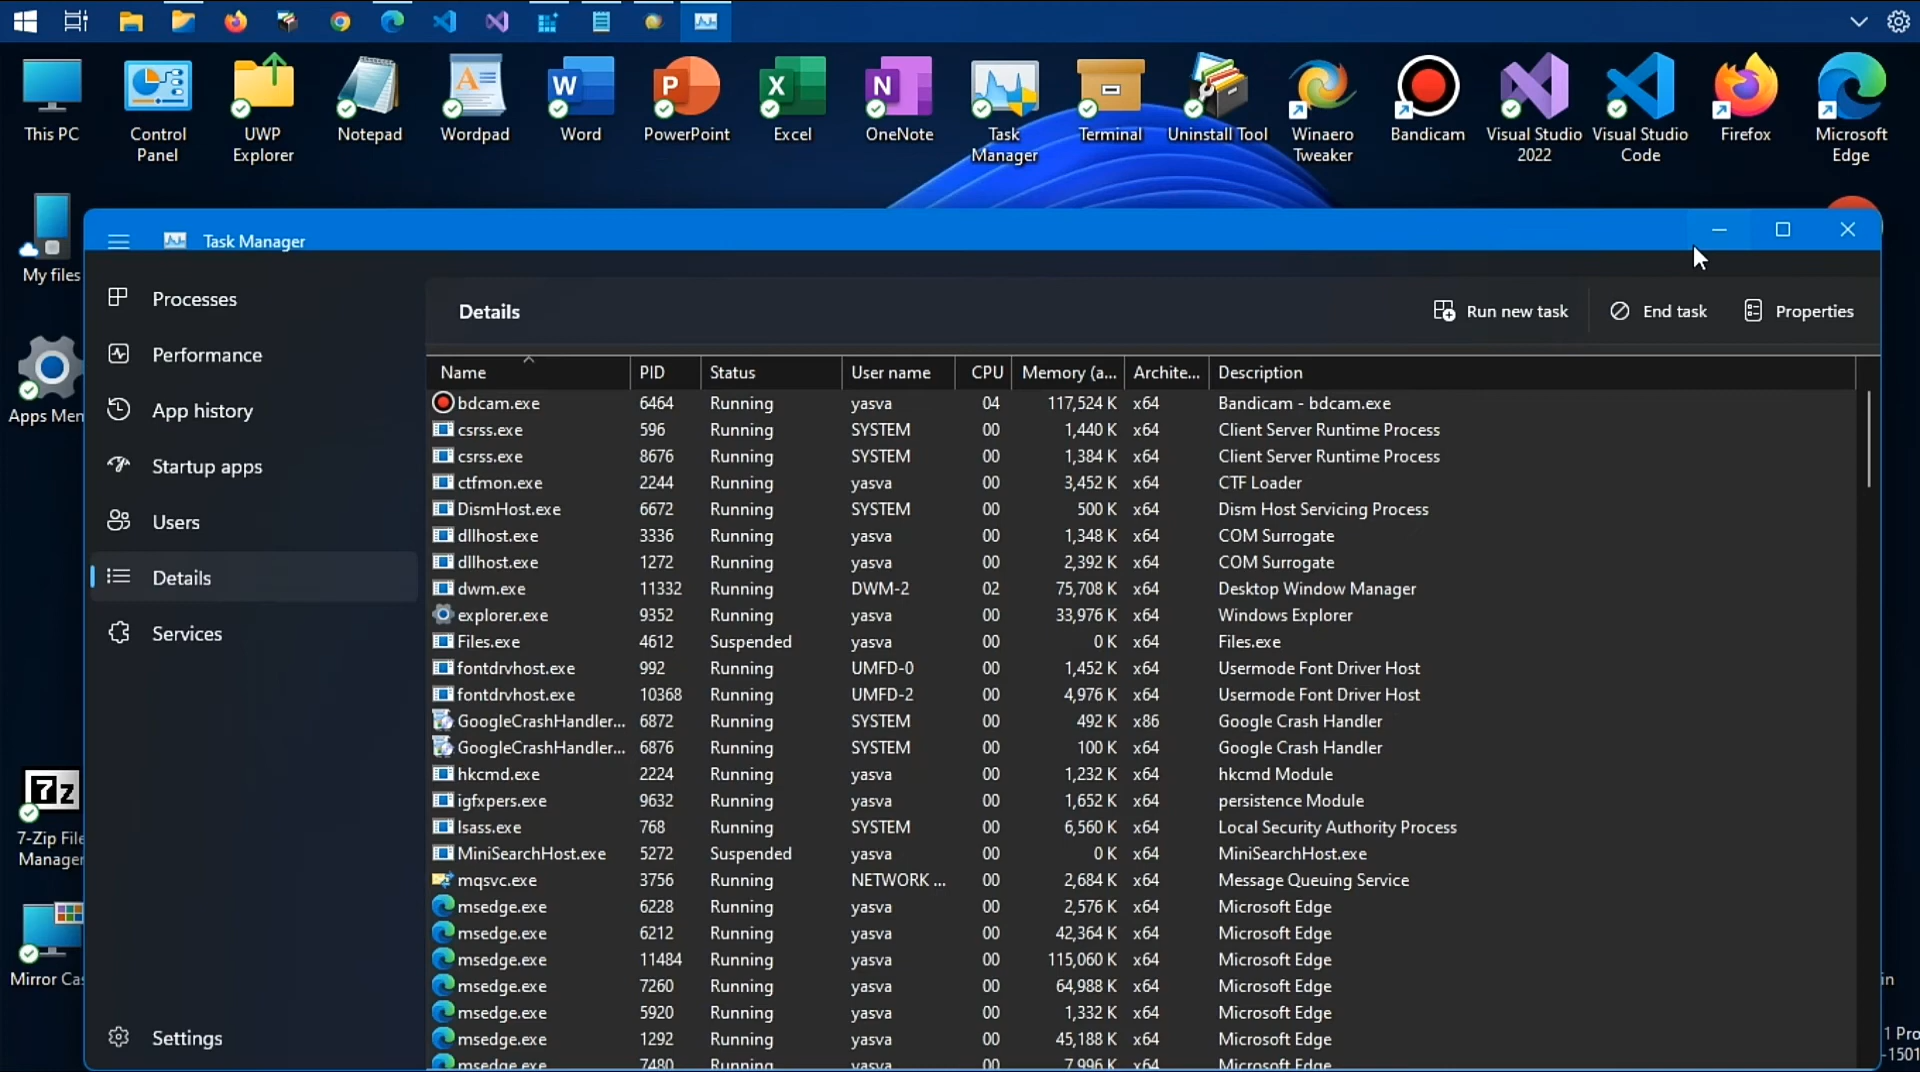 This PC
Control Panel
UWP Explorer
Notepad
Wordpad
Word
PowerPoint
Excel
OneNote
Task Manager
Terminal
Uninstall Tool
Winaero Tweaker
Bandicam
Visual Studio 2022
Visual Studio Code
Firefox
Microsoft Edge
My files
Apps Men
7-Zip File Manager
Mirror Cas
Task Manager
Processes
Performance
App history
Startup apps
Users
Details
Services
Settings
Details
Run new task
End task
Properties
Name PID Status User name CPU Memory (a... Archite... Description
bdcam.exe 6464 Running yasva 04 117,524 K x64 Bandicam - bdcam.exe
csrss.exe 596 Running SYSTEM 00 1,440 K x64 Client Server Runtime Process
csrss.exe 8676 Running SYSTEM 00 1,384 K x64 Client Server Runtime Process
ctfmon.exe 2244 Running yasva 00 3,452 K x64 CTF Loader
DismHost.exe 6672 Running SYSTEM 00 500 K x64 Dism Host Servicing Process
dllhost.exe 3336 Running yasva 00 1,348 K x64 COM Surrogate
dllhost.exe 1272 Running yasva 00 2,392 K x64 COM Surrogate
dwm.exe 11332 Running DWM-2 02 75,708 K x64 Desktop Window Manager
explorer.exe 9352 Running yasva 00 33,976 K x64 Windows Explorer
Files.exe 4612 Suspended yasva 00 0 K x64 Files.exe
fontdrvhost.exe 992 Running UMFD-0 00 1,452 K x64 Usermode Font Driver Host
fontdrvhost.exe 10368 Running UMFD-2 00 4,976 K x64 Usermode Font Driver Host
GoogleCrashHandler... 6872 Running SYSTEM 00 492 K x86 Google Crash Handler
GoogleCrashHandler... 6876 Running SYSTEM 00 100 K x64 Google Crash Handler
hkcmd.exe 2224 Running yasva 00 1,232 K x64 hkcmd Module
igfxpers.exe 9632 Running yasva 00 1,652 K x64 persistence Module
lsass.exe 768 Running SYSTEM 00 6,560 K x64 Local Security Authority Process
MiniSearchHost.exe 5272 Suspended yasva 00 0 K x64 MiniSearchHost.exe
mqsvc.exe 3756 Running NETWORK ... 00 2,684 K x64 Message Queuing Service
msedge.exe 6228 Running yasva 00 2,576 K x64 Microsoft Edge
msedge.exe 6212 Running yasva 00 42,364 K x64 Microsoft Edge
msedge.exe 11484 Running yasva 00 115,060 K x64 Microsoft Edge
msedge.exe 7260 Running yasva 00 64,988 K x64 Microsoft Edge
msedge.exe 5920 Running yasva 00 1,332 K x64 Microsoft Edge
msedge.exe 1292 Running yasva 00 45,188 K x64 Microsoft Edge
msedge.exe 7480 Running yasva 00 7,996 K x64 Microsoft Edge
in
1 Pro
-1501